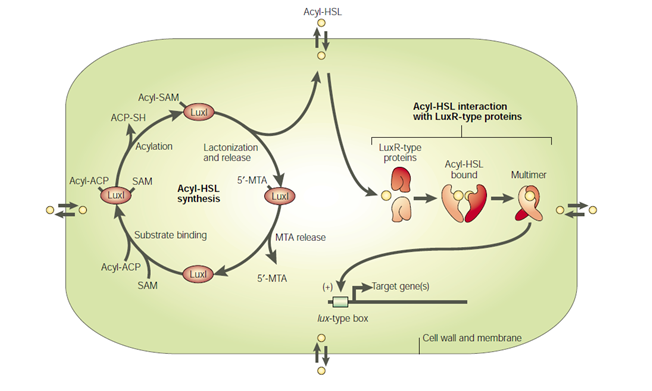 Acyl-HSL
Acyl-SAM
LuxI
ACP-SH
Acylation
Lactonization
and release
Acyl-HSL interaction
with LuxR-type proteins
LuxR-type
proteins
Acyl-HSL
bound
Multimer
Acyl-ACP
LuxI
SAM
Acyl-HSL
synthesis
5′-MTA
LuxI
Substrate binding
MTA release
Acyl-ACP
SAM
LuxI
5′-MTA
(+)
Target gene(s)
lux-type box
Cell wall and membrane